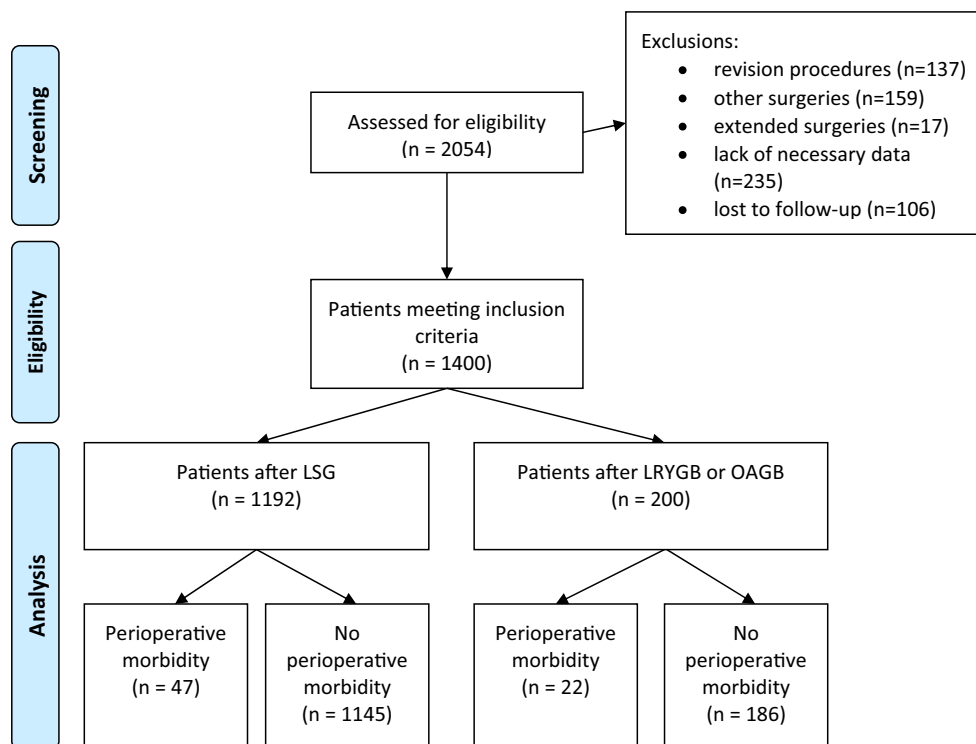 Screening
Assessed for eligibility
(n = 2054)
Exclusions:
• revision procedures (n=137)
• other surgeries (n=159)
• extended surgeries (n=17)
• lack of necessary data
(n=235)
• lost to follow-up (n=106)
Eligibility
Patients meeting inclusion
criteria
(n = 1400)
Analysis
Patients after LSG
(n = 1192)
Patients after LRYGB or OAGB
(n = 200)
Perioperative
morbidity
(n = 47)
No
perioperative
morbidity
(n = 1145)
Perioperative
morbidity
(n = 22)
No
perioperative
morbidity
(n = 186)